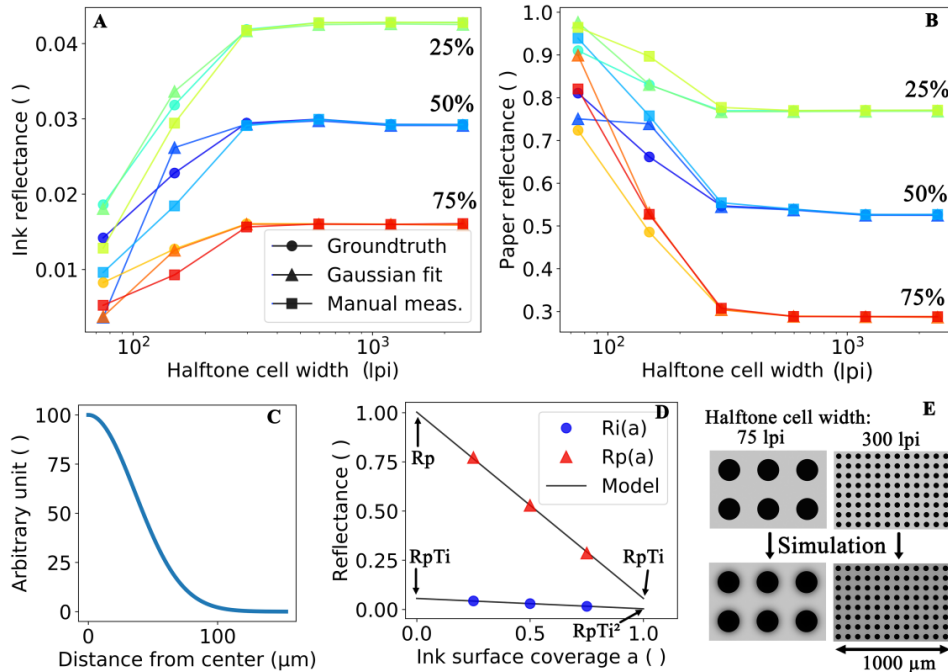 A
Ink reflectance ( )
0.04
0.03
0.02
0.01
25%
50%
75%
Groundtruth
Gaussian fit
Manual meas.
10²
10³
Halftone cell width (lpi)
B
Paper reflectance ( )
1.0
0.9
0.8
0.7
0.6
0.5
0.4
0.3
25%
50%
75%
10²
10³
Halftone cell width (lpi)
C
Arbitrary unit ( )
100
75
50
25
0
0
100
Distance from center (µm)
D
Reflectance ( )
1.00
0.75
0.50
0.25
0.00
Ri(a)
Rp(a)
Model
Rp
RpTi
RpTi
RpTi²
0.0
0.5
1.0
Ink surface coverage a ( )
E
Halftone cell width:
75 lpi
300 lpi
Simulation
1000 µm